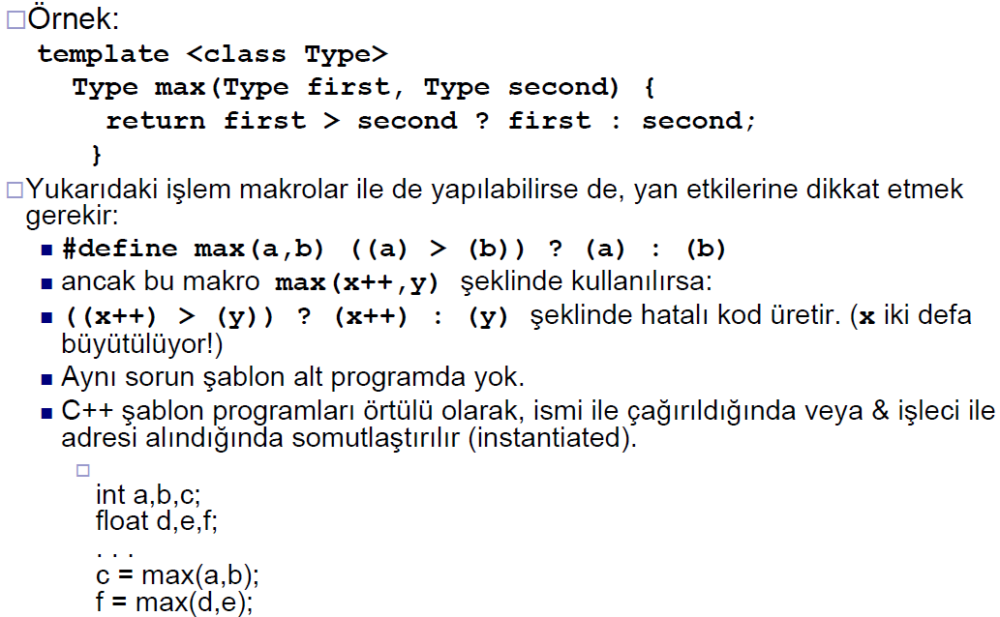 Örnek:
template <class Type>
Type max(Type first, Type second) {
return first > second ? first : second;
}
Yukarıdaki işlem makrolar ile de yapılabilirse de, yan etkilerine dikkat etmek
gerekir:
#define max(a,b) ((a) > (b)) ? (a) : (b)
ancak bu makro max(x++,y) şeklinde kullanılırsa:
((x++) > (y)) ? (x++) : (y) şeklinde hatalı kod üretir. (x iki defa
büyütülüyor!)
Aynı sorun şablon alt programda yok.
C++ şablon programları örtülü olarak, ismi ile çağırıldığında veya & işleci ile
adresi alındığında somutlaştırılır (instantiated).
int a,b,c;
float d,e,f;
. . .
c = max(a,b);
f = max(d,e);